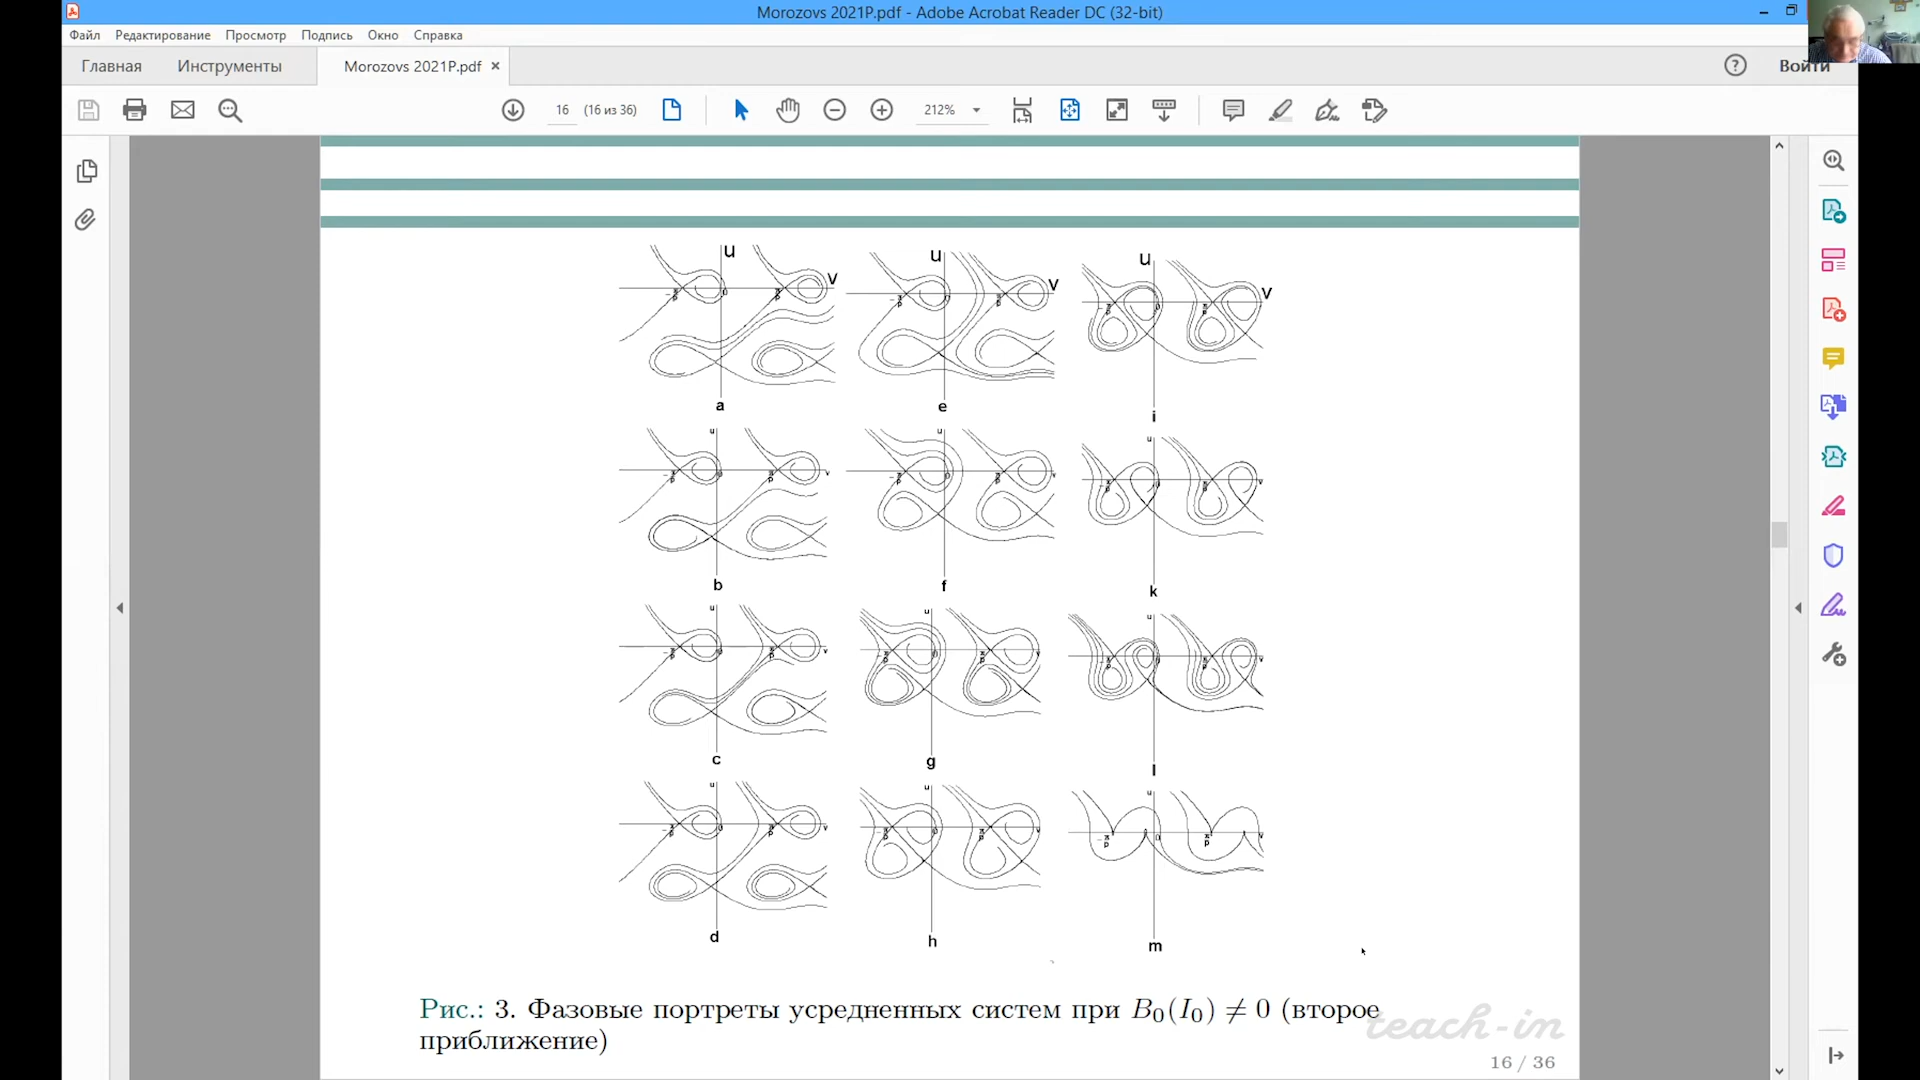 Morozovs 2021P.pdf - Adobe Acrobat Reader DC (32-bit)
Файл Редактирование Просмотр Подпись Окно Справка
Главная Инструменты Morozovs 2021P.pdf × Войти
16 (16 из 36) 212%
u u u
v v v
a e i
b f k
c g l
d h m
Рис.: 3. Фазовые портреты усредненных систем при B₀(I₀) ≠ 0 (второе
приближение)
teach-in
16 / 36